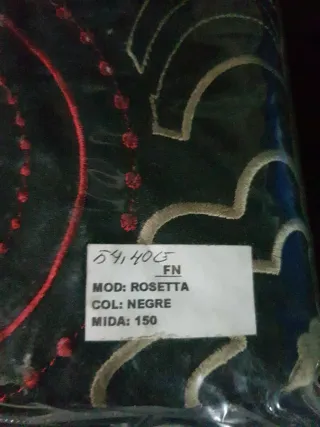 54,40€
FN
MOD: ROSETTA
COL: NEGRE
MIDA: 150